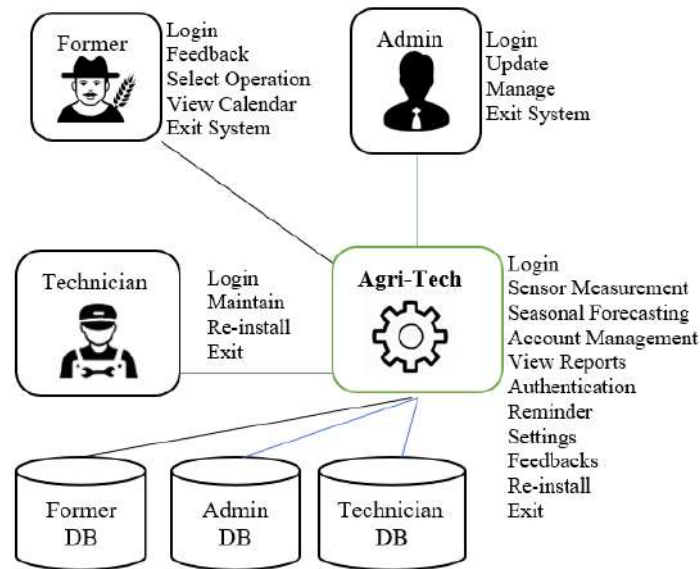 Former
Login
Feedback
Select Operation
View Calendar
Exit System
Admin
Login
Update
Manage
Exit System
Technician
Login
Maintain
Re-install
Exit
Agri-Tech
Login
Sensor Measurement
Seasonal Forecasting
Account Management
View Reports
Authentication
Reminder
Settings
Feedbacks
Re-install
Exit
Former
DB
Admin
DB
Technician
DB